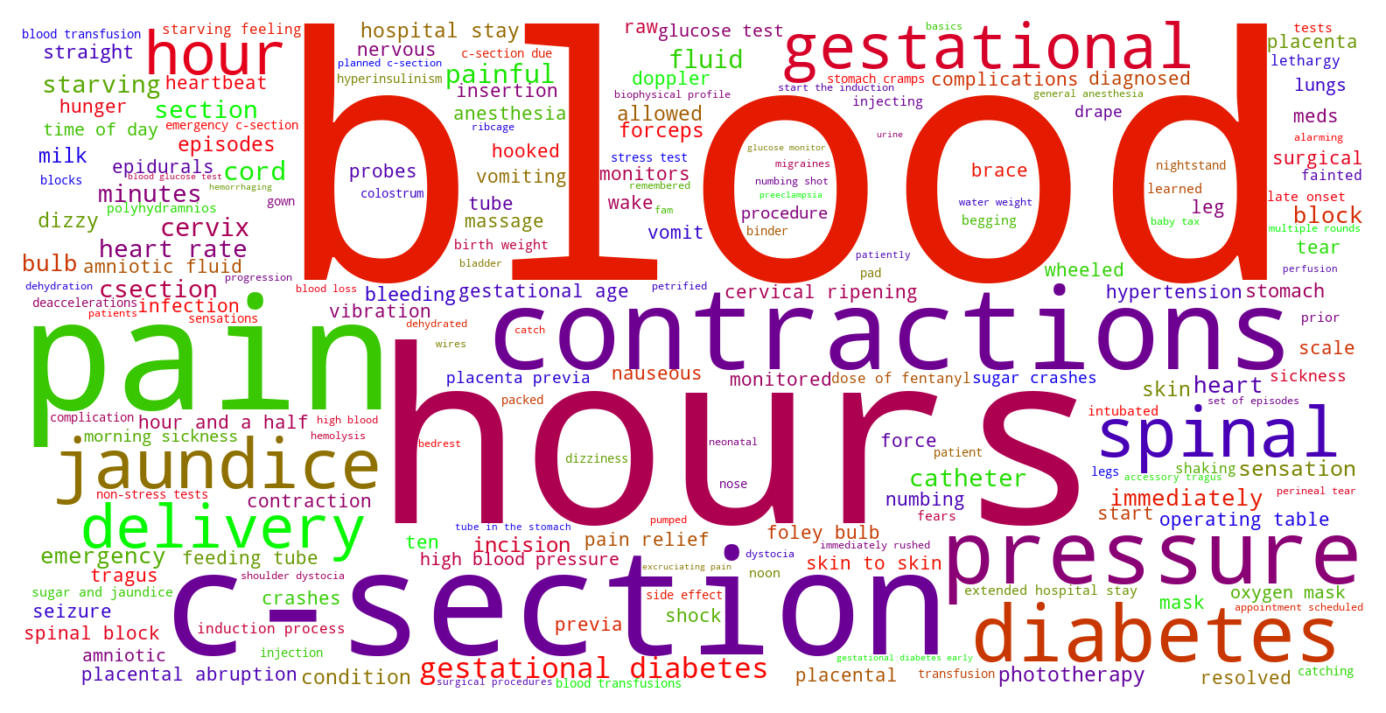 blood transfusion
starving feeling
hospital stay
raw
glucose test
basics
gestational
tests
placenta
straight
hour
nervous
c-section due
planned c-section
hyperinsulinism
painful
fluid
doppler
stomach cramps
complications
diagnosed
lethargy
starving
heartbeat
blood
insertion
biophysical profile
start the induction
injecting
general anesthesia
lungs
hunger
section
anesthesia
allowed
drape
meds
time of day
emergency c-section
ribcage
forceps
urine
alarming
milk
episodes
hooked
stress test
glucose monitor
surgical
epidurals
cord
probes
vomiting
monitors
migraines
brace
nightstand
fainted
blocks
blood glucose test
hemorrhaging
colostrum
remembered
numbing shot
preeclampsia
learned
late onset
minutes
gown
tube
wake
fam
water weight
leg
block
polyhydramnios
massage
procedure
begging
baby tax
multiple rounds
dizzy
cervix
vomit
binder
tear
heart rate
birth weight
patiently
bulb
amniotic fluid
bladder
pad
wheeled
perfusion
progression
dehydration
csection
blood loss
bleeding
gestational age
petrified
cervical ripening
hypertension
stomach
deaccelerations
patients
infection
sensations
vibration
contractions
prior
pain
dehydrated
catch
wires
scale
hours
placenta previa
nauseous
monitored
dose of fentanyl
sugar crashes
skin
heart
sickness
packed
set of episodes
complication
hour and a half
high blood
intubated
morning sickness
hemolysis
bedrest
neonatal
force
patient
spinal
jaundice
dizziness
nose
catheter
legs
shaking
sensation
accessory tragus
non-stress tests
contraction
numbing
immediately
perineal tear
delivery
fears
start
operating table
tube in the stomach
pumped
foley bulb
ten
incision
pain relief
immediately rushed
emergency
feeding tube
high blood pressure
dystocia
noon
skin to skin
pressure
tragus
shoulder dystocia
excruciating pain
sugar and jaundice
crashes
c-section
side effect
extended hospital stay
oxygen mask
seizure
shock
mask
appointment scheduled
spinal block
induction process
previa
diabetes
amniotic
injection
gestational diabetes early
placental abruption
condition
gestational diabetes
surgical procedures
blood transfusions
placental
transfusion
phototherapy
resolved
catching